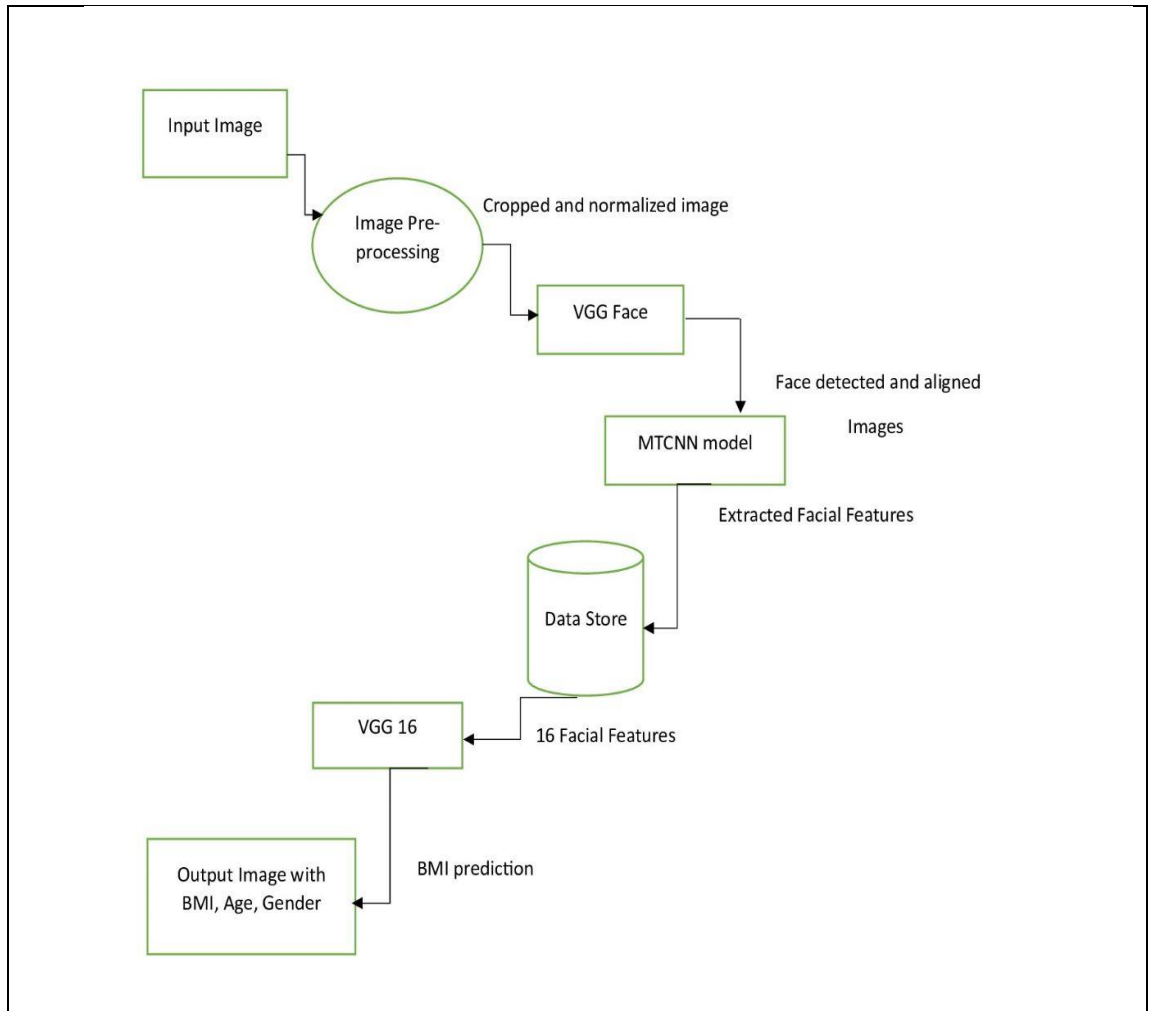 Input Image
Image Pre-
processing
Cropped and normalized image
VGG Face
Face detected and aligned
Images
MTCNN model
Extracted Facial Features
Data Store
16 Facial Features
VGG 16
BMI prediction
Output Image with
BMI, Age, Gender